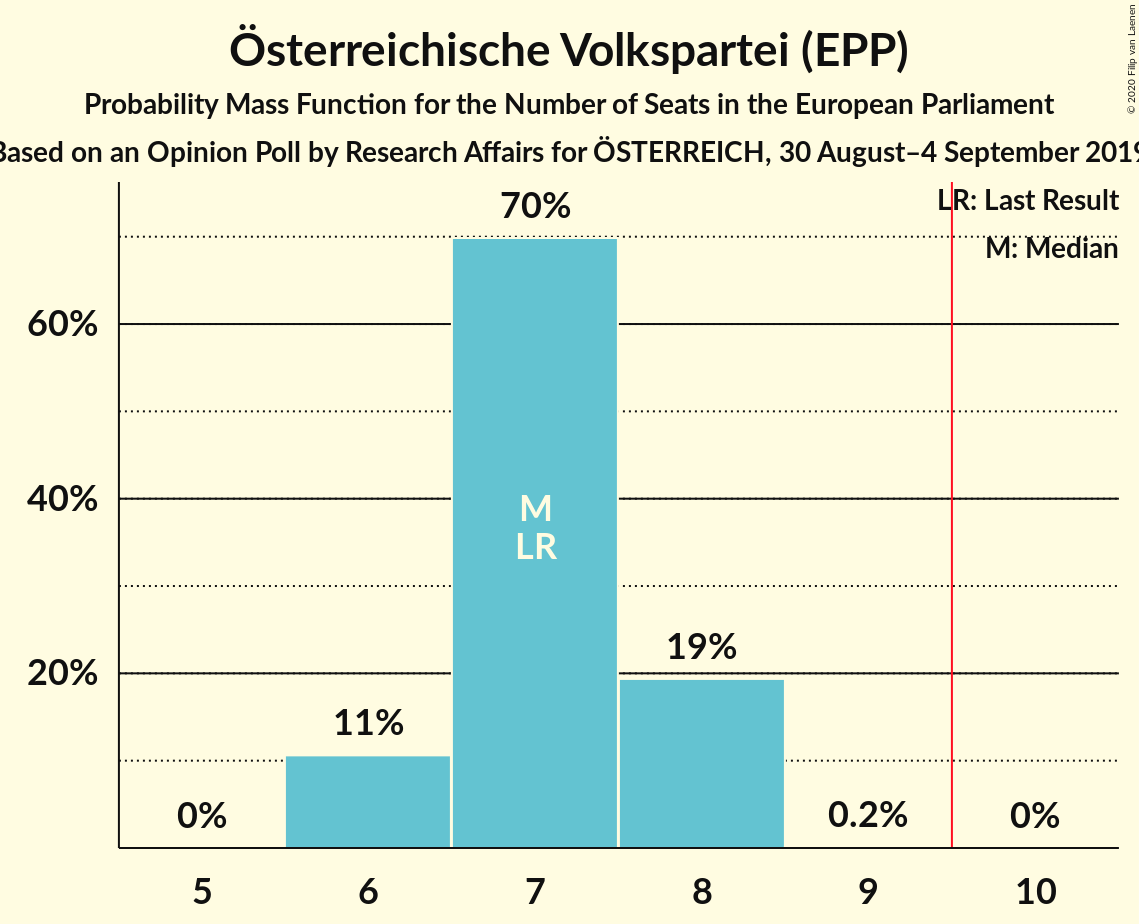 Österreichische Volkspartei (EPP)
Probability Mass Function for the Number of Seats in the European Parliament
Based on an Opinion Poll by Research Affairs for ÖSTERREICH, 30 August–4 September 2019
© 2020 Filip van Laenen
LR: Last Result
M: Median
60%
40%
20%
0%
11%
70%
M
LR
19%
0.2%
0%
5
6
7
8
9
10